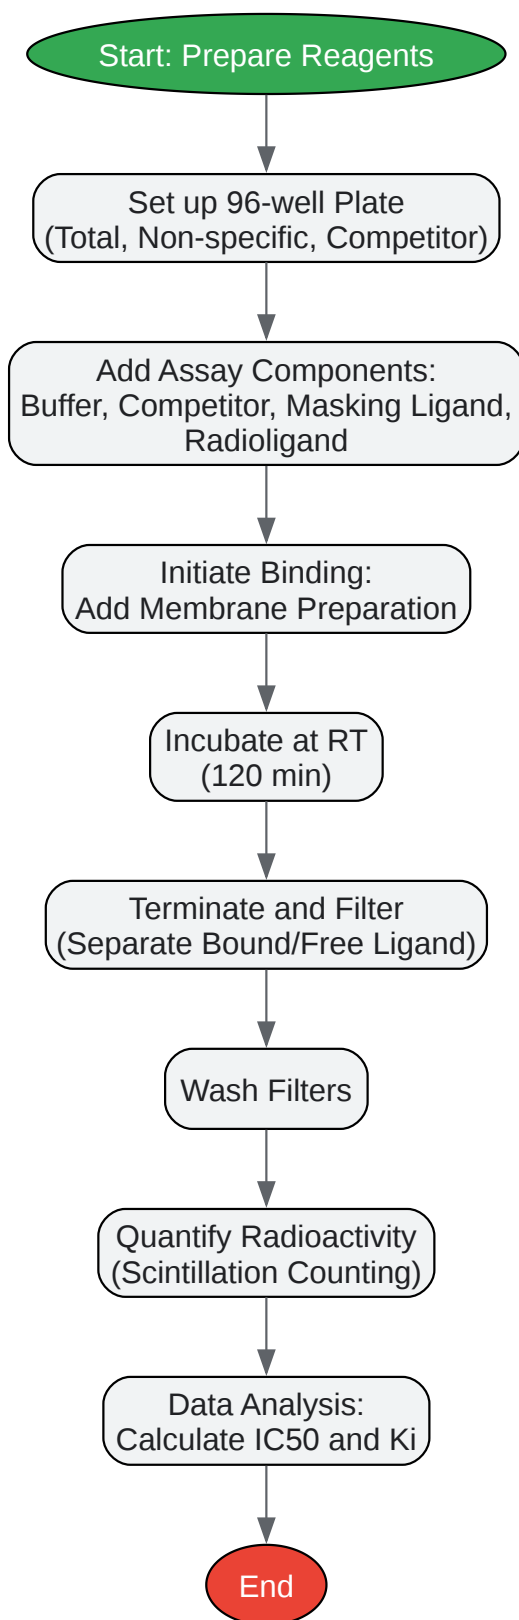 Start: Prepare Reagents
Set up 96-well Plate
(Total, Non-specific, Competitor)
Add Assay Components:
Buffer, Competitor, Masking Ligand,
Radioligand
Initiate Binding:
Add Membrane Preparation
Incubate at RT
(120 min)
Terminate and Filter
(Separate Bound/Free Ligand)
Wash Filters
Quantify Radioactivity
(Scintillation Counting)
Data Analysis:
Calculate IC50 and Ki
End